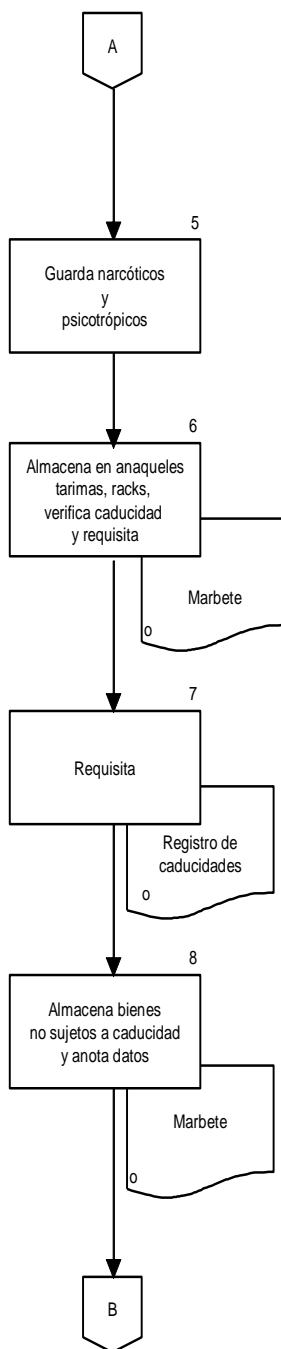 A
5
Guarda narcóticos
y
psicotrópicos
6
Almacena en anaqueles
tarimas, racks,
verifica caducidad
y requisita
Marbete
o
7
Requisita
Registro de
caducidades
o
8
Almacena bienes
no sujetos a caducidad
y anota datos
Marbete
o
B